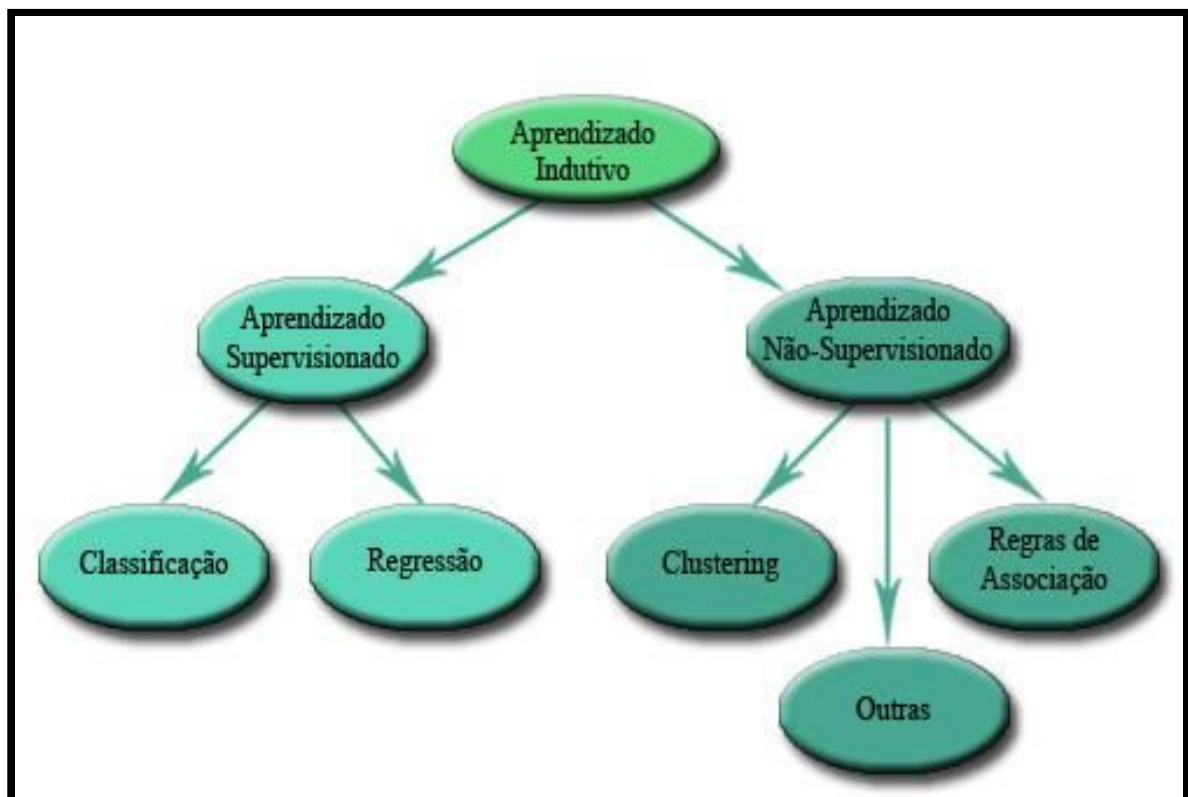 Aprendizado
Indutivo
Aprendizado
Supervisionado
Aprendizado
Não-Supervisionado
Classificação
Regressão
Clustering
Regras de
Associação
Outras